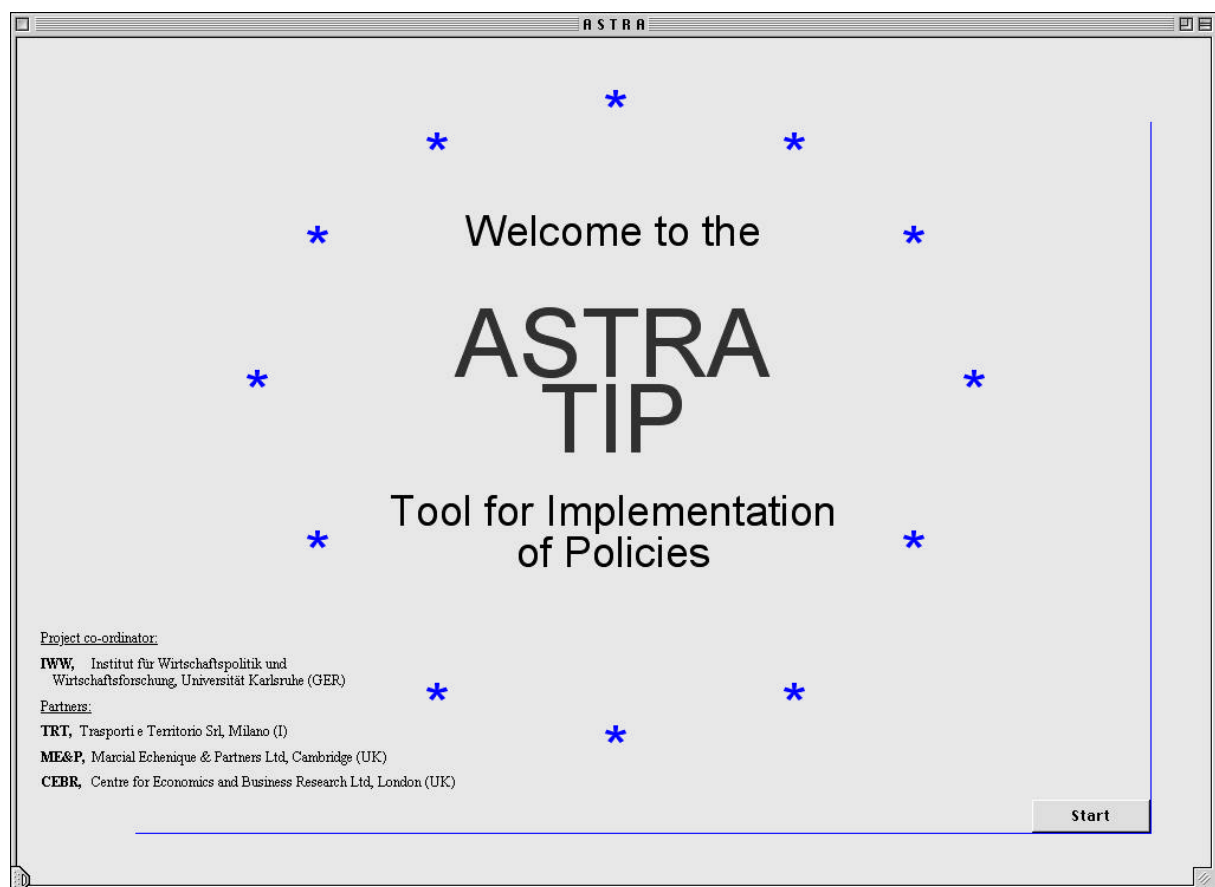 ASTRA
Welcome to the
ASTRA
TIP
Tool for Implementation
of Policies
Project co-ordinator:
IWW, Institut für Wirtschaftspolitik und
Wirtschaftsforschung, Universität Karlsruhe (GER)
Partners:
TRT, Trasporti e Territorio Srl, Milano (I)
ME&P, Marcial Echenique & Partners Ltd, Cambridge (UK)
CEBR, Centre for Economics and Business Research Ltd, London (UK)
Start